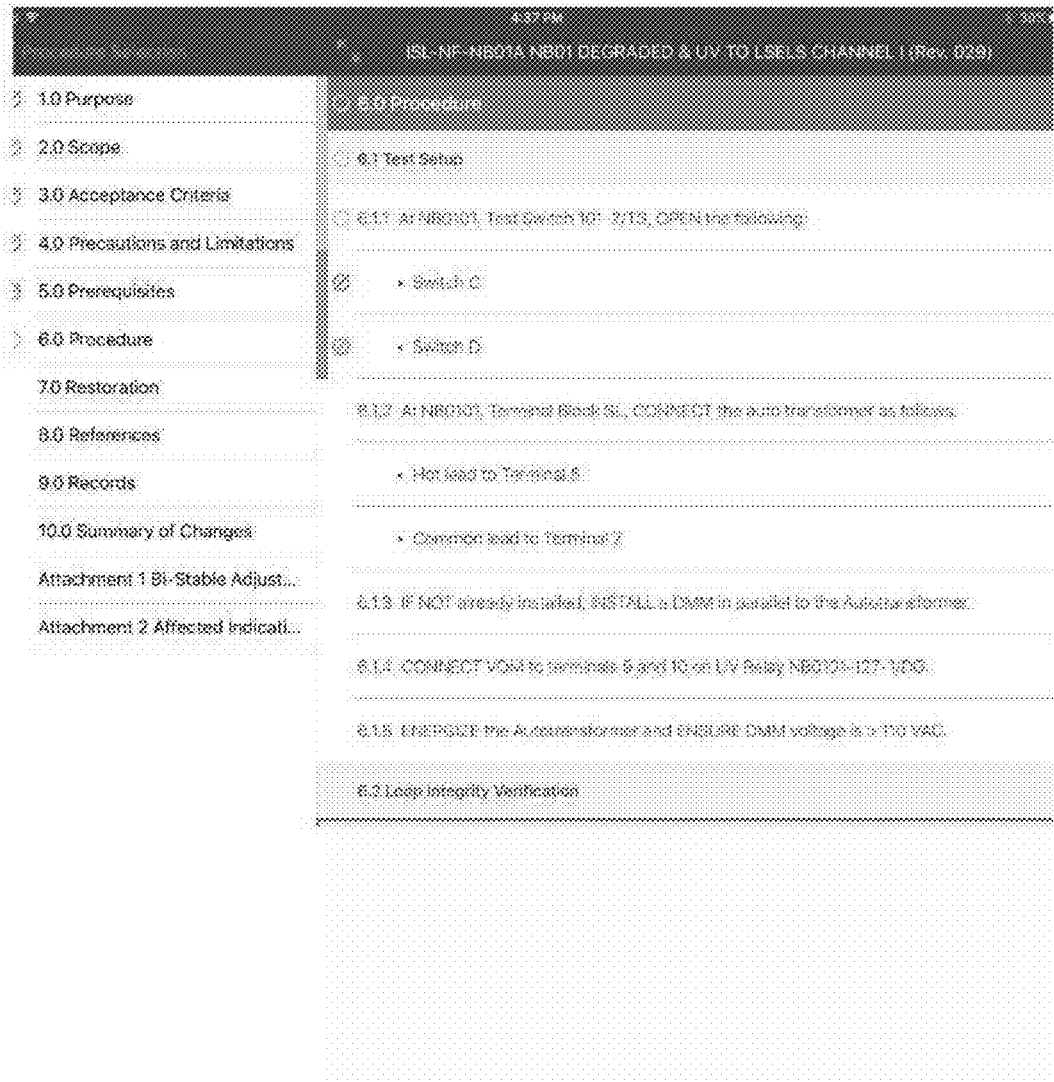 4:37 PM
Procedure Selection
ISL-NF-NB01A NB01 DEGRADED & UV TO LSELS CHANNEL I (Rev. 029)
1.0 Purpose
2.0 Scope
3.0 Acceptance Criteria
4.0 Precautions and Limitations
5.0 Prerequisites
6.0 Procedure
7.0 Restoration
8.0 References
9.0 Records
10.0 Summary of Changes
Attachment 1 Bi-Stable Adjust...
Attachment 2 Affected Indicati...
6.0 Procedure
6.1 Test Setup
6.1.1 At NB0101, Test Switch 101-2/13, OPEN the following:
• Switch C
• Switch D
6.1.2 At NB0101, Terminal Block SL, CONNECT the auto transformer as follows:
• Hot lead to Terminal
• Common lead to Terminal 2
6.1.3 IF NOT already installed, INSTALL a DMM in parallel to the Autotransformer.
6.1.4 CONNECT VOM to terminals 9 and 10 on UV Relay NB0101-127-1/DG.
6.1.5 ENERGIZE the Autotransformer and ENSURE DMM voltage is 110 VAC.
6.2 Loop Integrity Verification